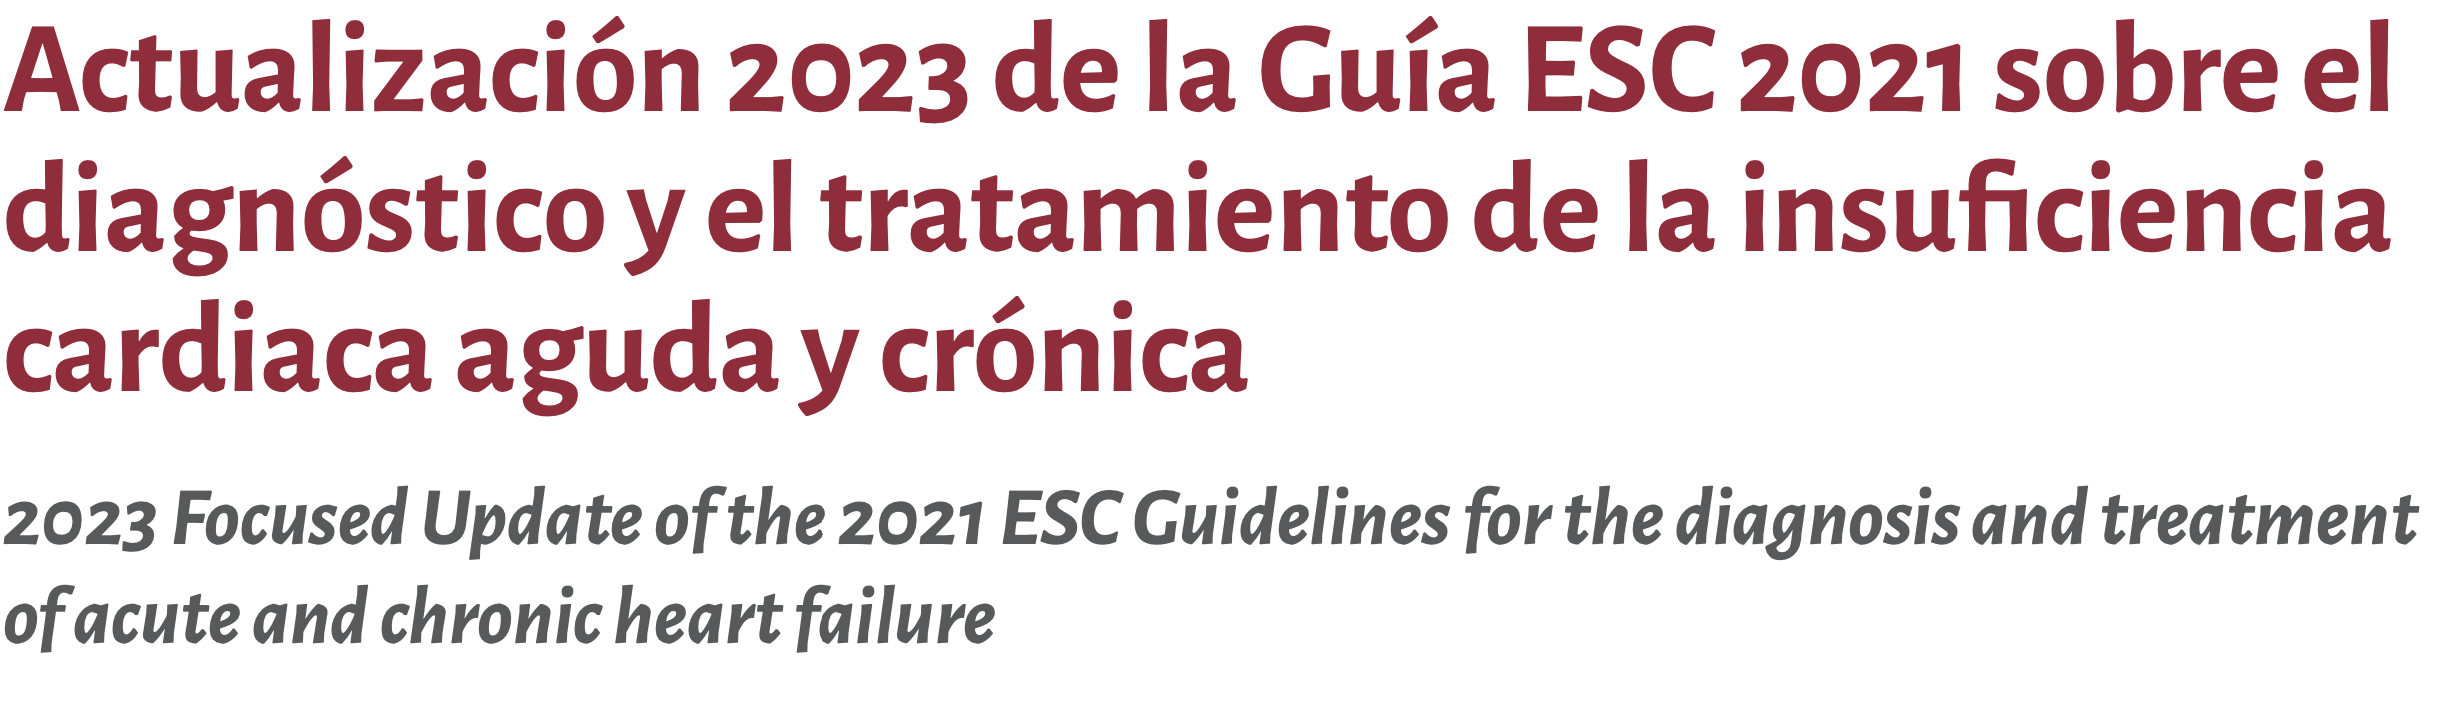 Actualización 2023 de la Guía ESC 2021 sobre el
diagnóstico y el tratamiento de la insuficiencia
cardiaca aguda y crónica
2023 Focused Update of the 2021 ESC Guidelines for the diagnosis and treatment
of acute and chronic heart failure